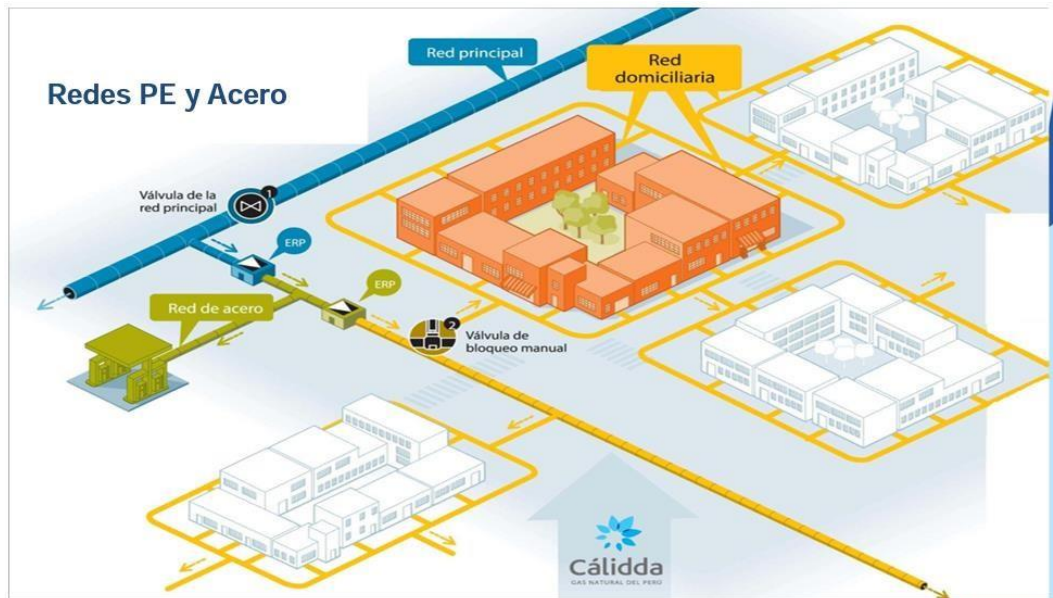 Redes PE y Acero
Red principal
Red
domiciliaria
Válvula de la
red principal
1
ERP
ERP
Red de acero
2
Válvula de
bloqueo manual
Cálidda
GAS NATURAL DEL PERÚ